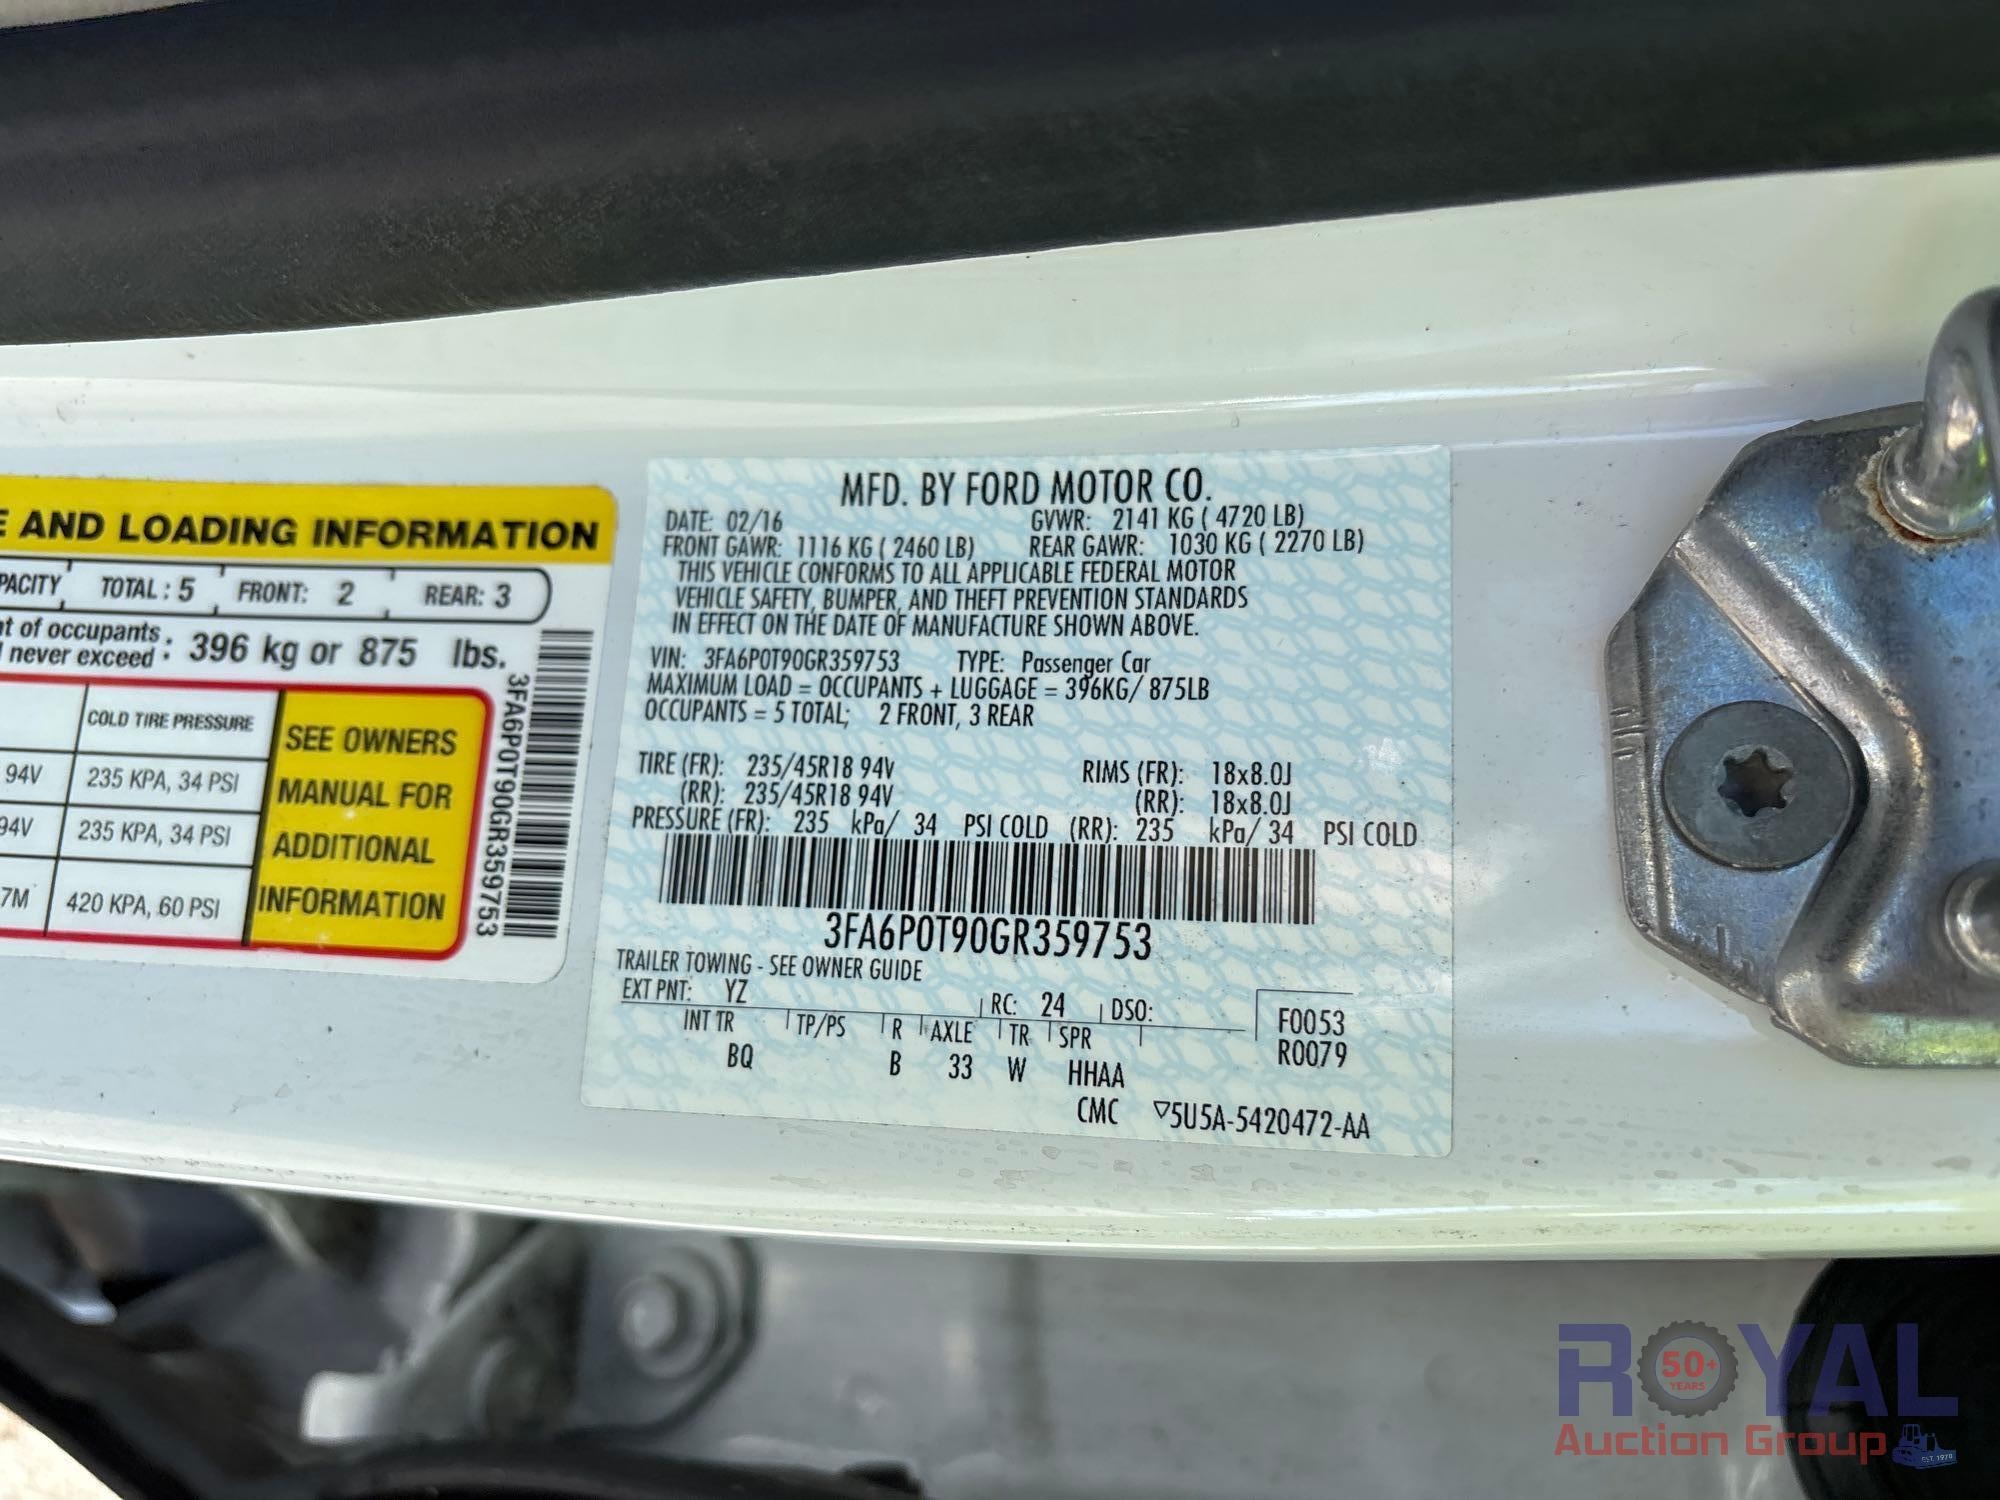 E AND LOADING INFORMATION
PACITY TOTAL: 5 FRONT: 2 REAR: 3
nt of occupants
never exceed : 396 kg or 875 lbs.
COLD TIRE PRESSURE
94V 235 KPA, 34 PSI
94V 235 KPA, 34 PSI
7M 420 KPA, 60 PSI
SEE OWNERS
MANUAL FOR
ADDITIONAL
INFORMATION
3FA6P0T90GR359753
MFD. BY FORD MOTOR CO.
DATE: 02/16 GVWR: 2141 KG ( 4720 LB)
FRONT GAWR: 1116 KG ( 2460 LB) REAR GAWR: 1030 KG ( 2270 LB)
THIS VEHICLE CONFORMS TO ALL APPLICABLE FEDERAL MOTOR
VEHICLE SAFETY, BUMPER, AND THEFT PREVENTION STANDARDS
IN EFFECT ON THE DATE OF MANUFACTURE SHOWN ABOVE.
VIN: 3FA6P0T90GR359753 TYPE: Passenger Car
MAXIMUM LOAD = OCCUPANTS + LUGGAGE = 396KG/ 875LB
OCCUPANTS = 5 TOTAL; 2 FRONT, 3 REAR
TIRE (FR): 235/45R18 94V RIMS (FR): 18x8.0J
(RR): 235/45R18 94V (RR): 18x8.0J
PRESSURE (FR): 235 kPa/ 34 PSI COLD (RR): 235 kPa/ 34 PSI COLD
3FA6P0T90GR359753
TRAILER TOWING - SEE OWNER GUIDE
EXT PNT: YZ RC: 24 DSO:
INT TR TP/PS R AXLE TR SPR
BQ B 33 W HHAA
F0053
R0079
CMC ▽5U5A-5420472-AA
ROYAL
50+
YEARS
Auction Group
EST. 1970